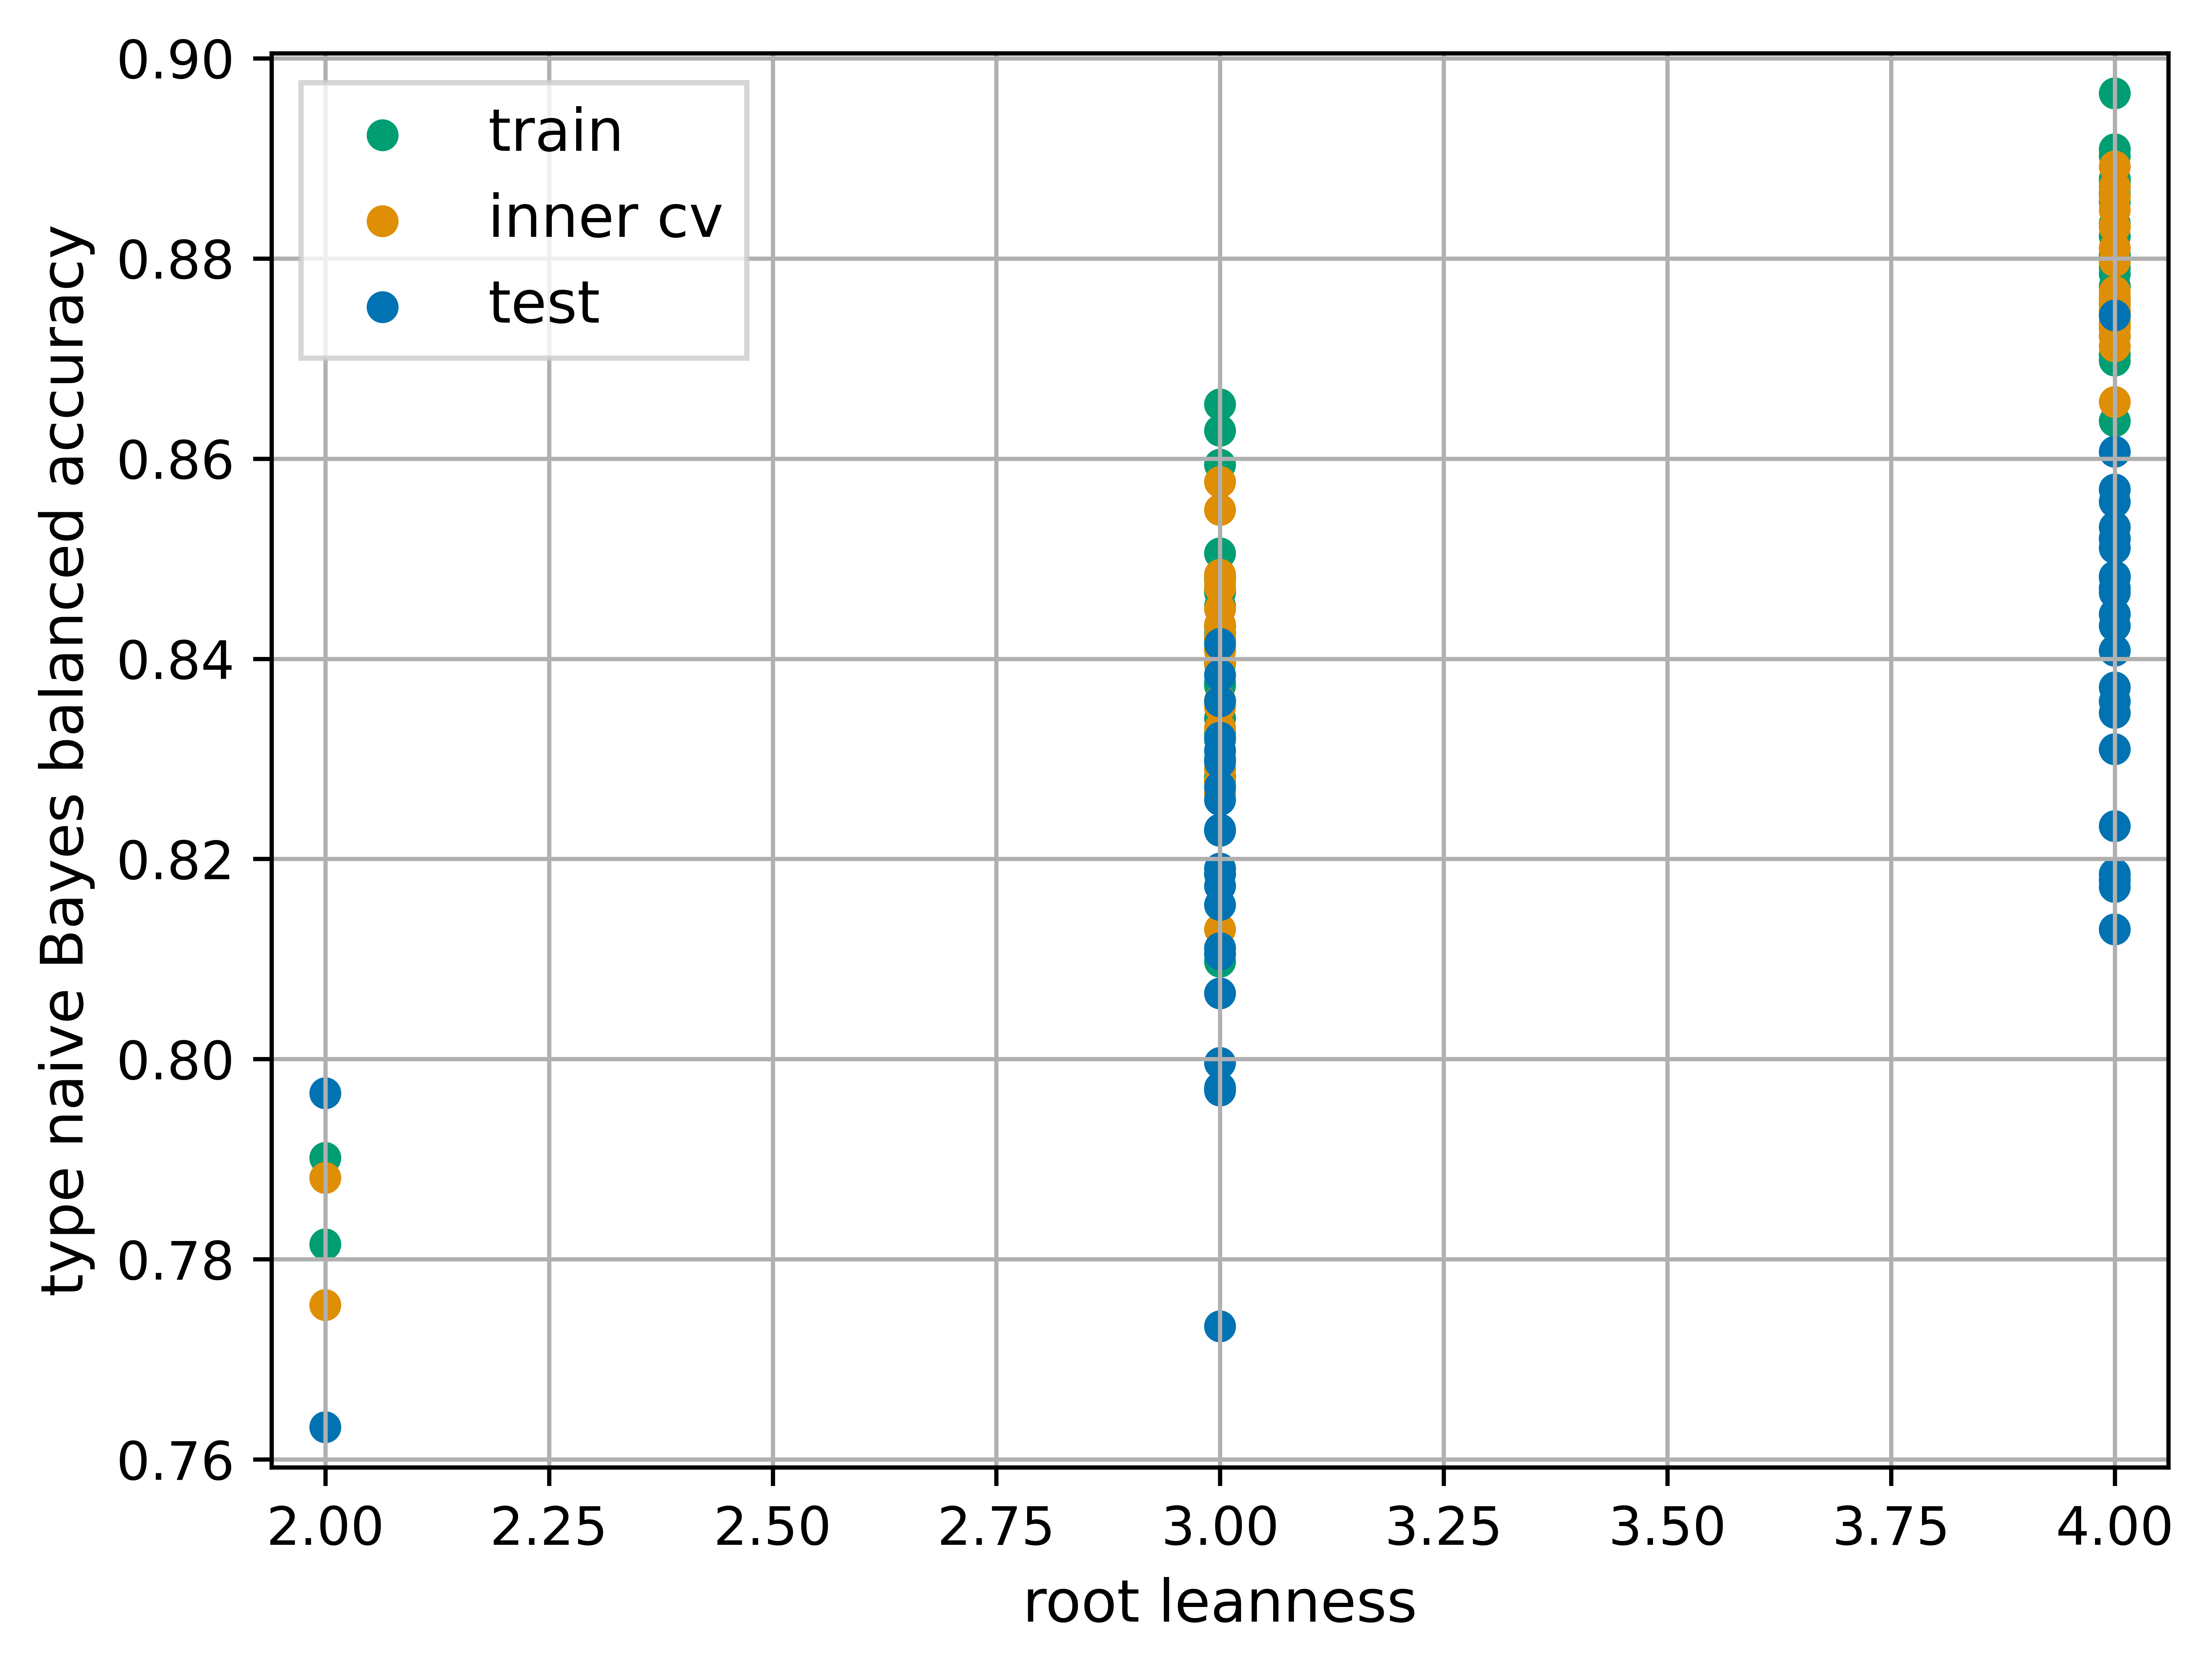 train
inner cv
test
type naive Bayes balanced accuracy
0.90
0.88
0.86
0.84
0.82
0.80
0.78
0.76
2.00 2.25 2.50 2.75 3.00 3.25 3.50 3.75 4.00
root leanness